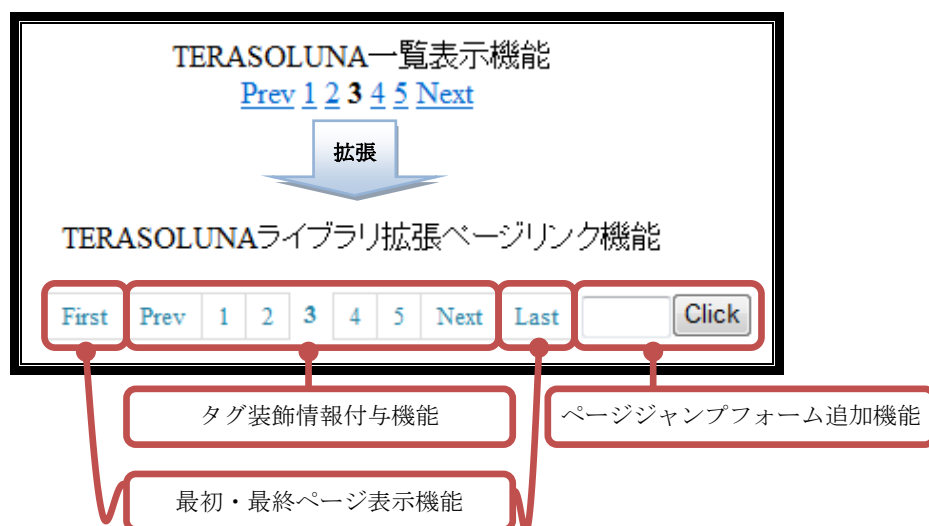 TERASOLUNA一覧表示機能
Prev 1 2 3 4 5 Next
拡張
TERASOLUNAライブラリ拡張ページリンク機能
First Prev 1 2 3 4 5 Next Last Click
タグ装飾情報付与機能
ページジャンプフォーム追加機能
最初・最終ページ表示機能